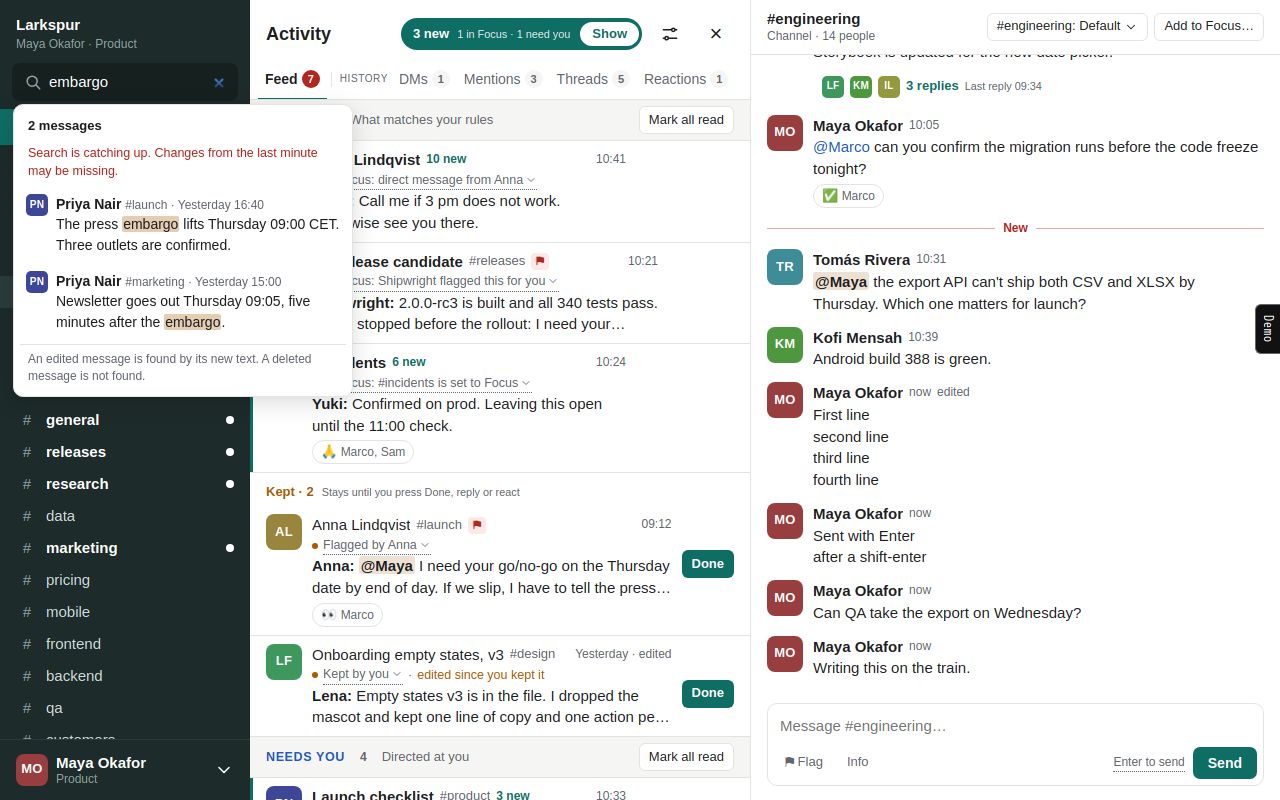 Larkspur
Maya Okafor · Product
embargo
2 messages
Search is catching up. Changes from the last minute
may be missing.
PN
Priya Nair #launch · Yesterday 16:40
The press embargo lifts Thursday 09:00 CET.
Three outlets are confirmed.
PN
Priya Nair #marketing · Yesterday 15:00
Newsletter goes out Thursday 09:05, five
minutes after the embargo.
An edited message is found by its new text. A deleted
message is not found.
# general
# releases
# research
# data
# marketing
# pricing
# mobile
# frontend
# backend
# qa
MO
Maya Okafor
Product
Activity
3 new 1 in Focus · 1 need you Show
Feed 7 HISTORY DMs 1 Mentions 3 Threads 5 Reactions 1
What matches your rules Mark all read
Lindqvist 10 new 10:41
cus: direct message from Anna
Call me if 3 pm does not work.
wise see you there.
lease candidate #releases 10:21
cus: Shipwright flagged this for you
wright: 2.0.0-rc3 is built and all 340 tests pass.
stopped before the rollout: I need your…
dents 6 new 10:24
cus: #incidents is set to Focus
Yuki: Confirmed on prod. Leaving this open
until the 11:00 check.
🙏 Marco, Sam
Kept · 2 Stays until you press Done, reply or react
AL
Anna Lindqvist #launch 09:12
Flagged by Anna
Anna: @Maya I need your go/no-go on the Thursday
date by end of day. If we slip, I have to tell the press…
Done
👀 Marco
LF
Onboarding empty states, v3 #design Yesterday · edited
Kept by you · edited since you kept it
Lena: Empty states v3 is in the file. I dropped the
mascot and kept one line of copy and one action pe…
Done
NEEDS YOU 4 Directed at you Mark all read
Launch checklist #product 3 new 10:33
#engineering
Channel · 14 people
#engineering: Default
Add to Focus…
Storybook is updated for the new date picker.
LF KM IL 3 replies Last reply 09:34
MO
Maya Okafor 10:05
@Marco can you confirm the migration runs before the code freeze
tonight?
✅ Marco
New
TR
Tomás Rivera 10:31
@Maya the export API can't ship both CSV and XLSX by
Thursday. Which one matters for launch?
KM
Kofi Mensah 10:39
Android build 388 is green.
MO
Maya Okafor now edited
First line
second line
third line
fourth line
MO
Maya Okafor now
Sent with Enter
after a shift-enter
MO
Maya Okafor now
Can QA take the export on Wednesday?
MO
Maya Okafor now
Writing this on the train.
Message #engineering…
Flag Info Enter to send Send
Demo